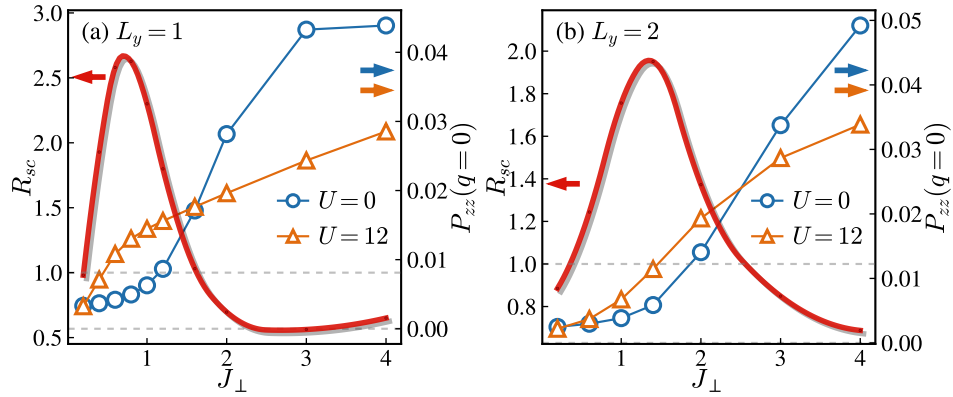 (a) L_y = 1
R_sc
3.0
2.5
2.0
1.5
1.0
0.5
0.04
0.03
0.02
0.01
0.00
P_zz(q=0)
U=0
U=12
1 2 3 4
J_⊥
(b) L_y = 2
R_sc
2.0
1.8
1.6
1.4
1.2
1.0
0.8
0.05
0.04
0.03
0.02
0.01
0.00
P_zz(q=0)
U=0
U=12
1 2 3 4
J_⊥